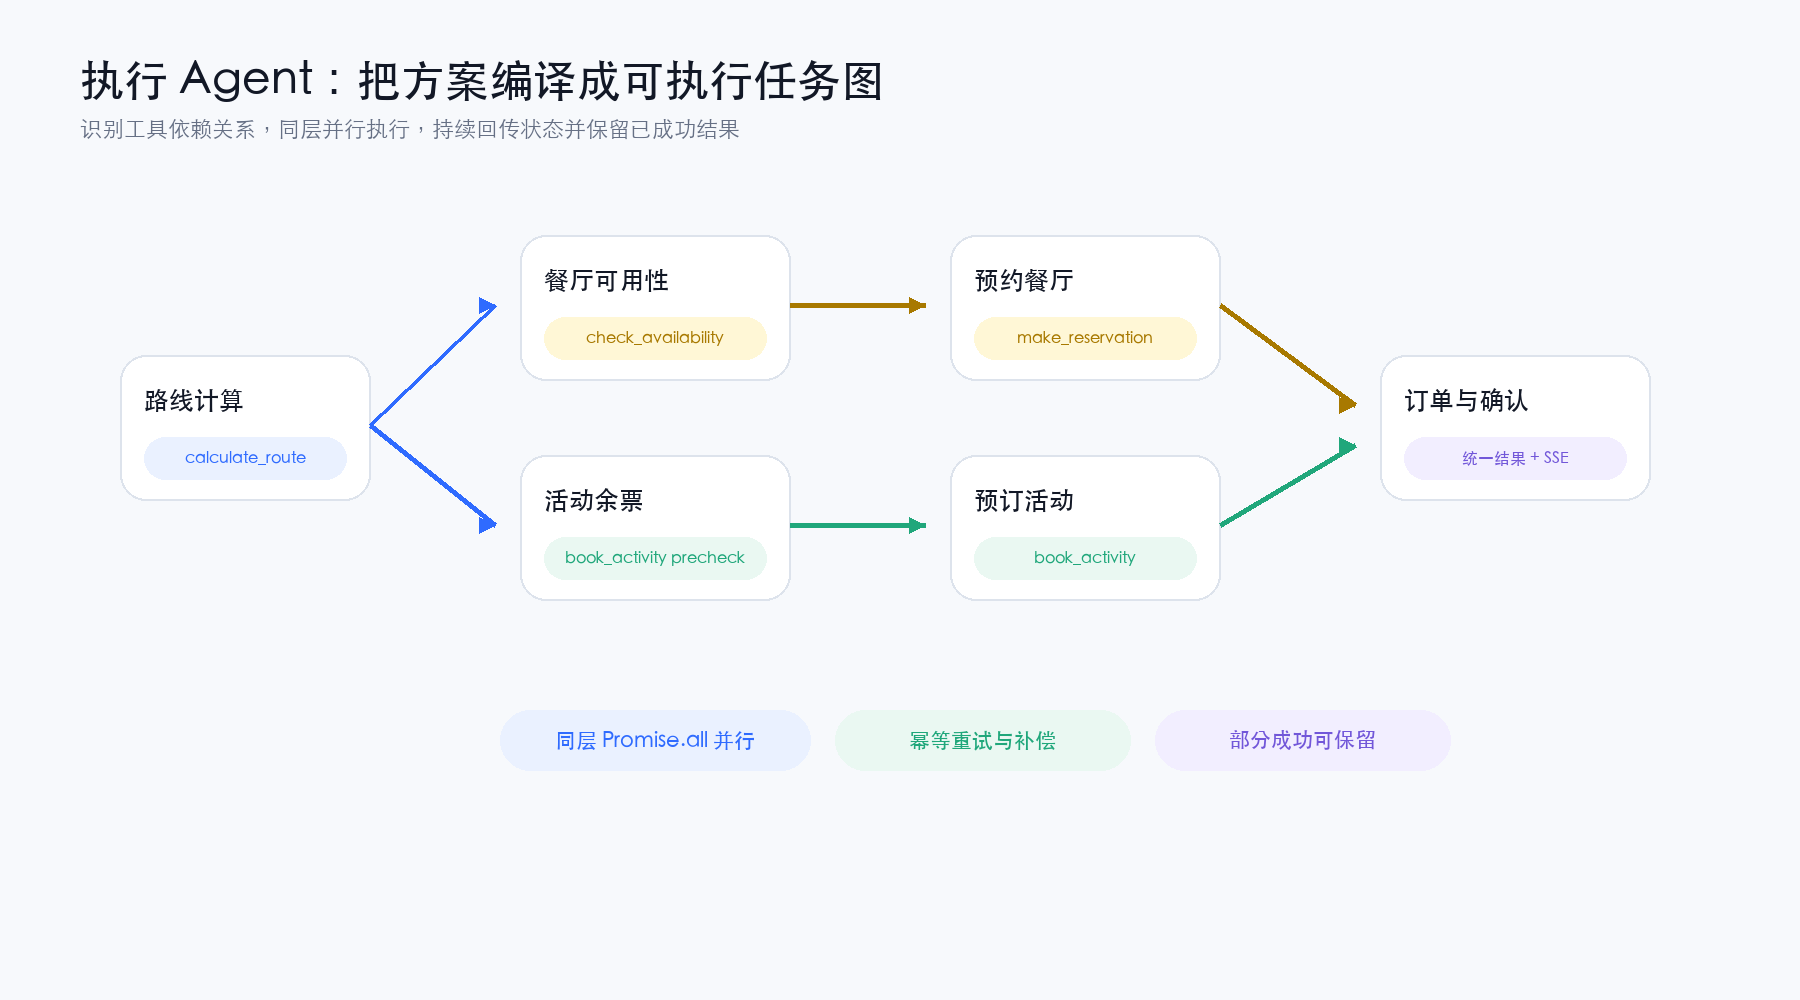 执行 Agent：把方案编译成可执行任务图
识别工具依赖关系，同层并行执行，持续回传状态并保留已成功结果
路线计算
calculate_route
餐厅可用性
check_availability
预约餐厅
make_reservation
活动余票
book_activity precheck
预订活动
book_activity
订单与确认
统一结果 + SSE
同层 Promise.all 并行
幂等重试与补偿
部分成功可保留